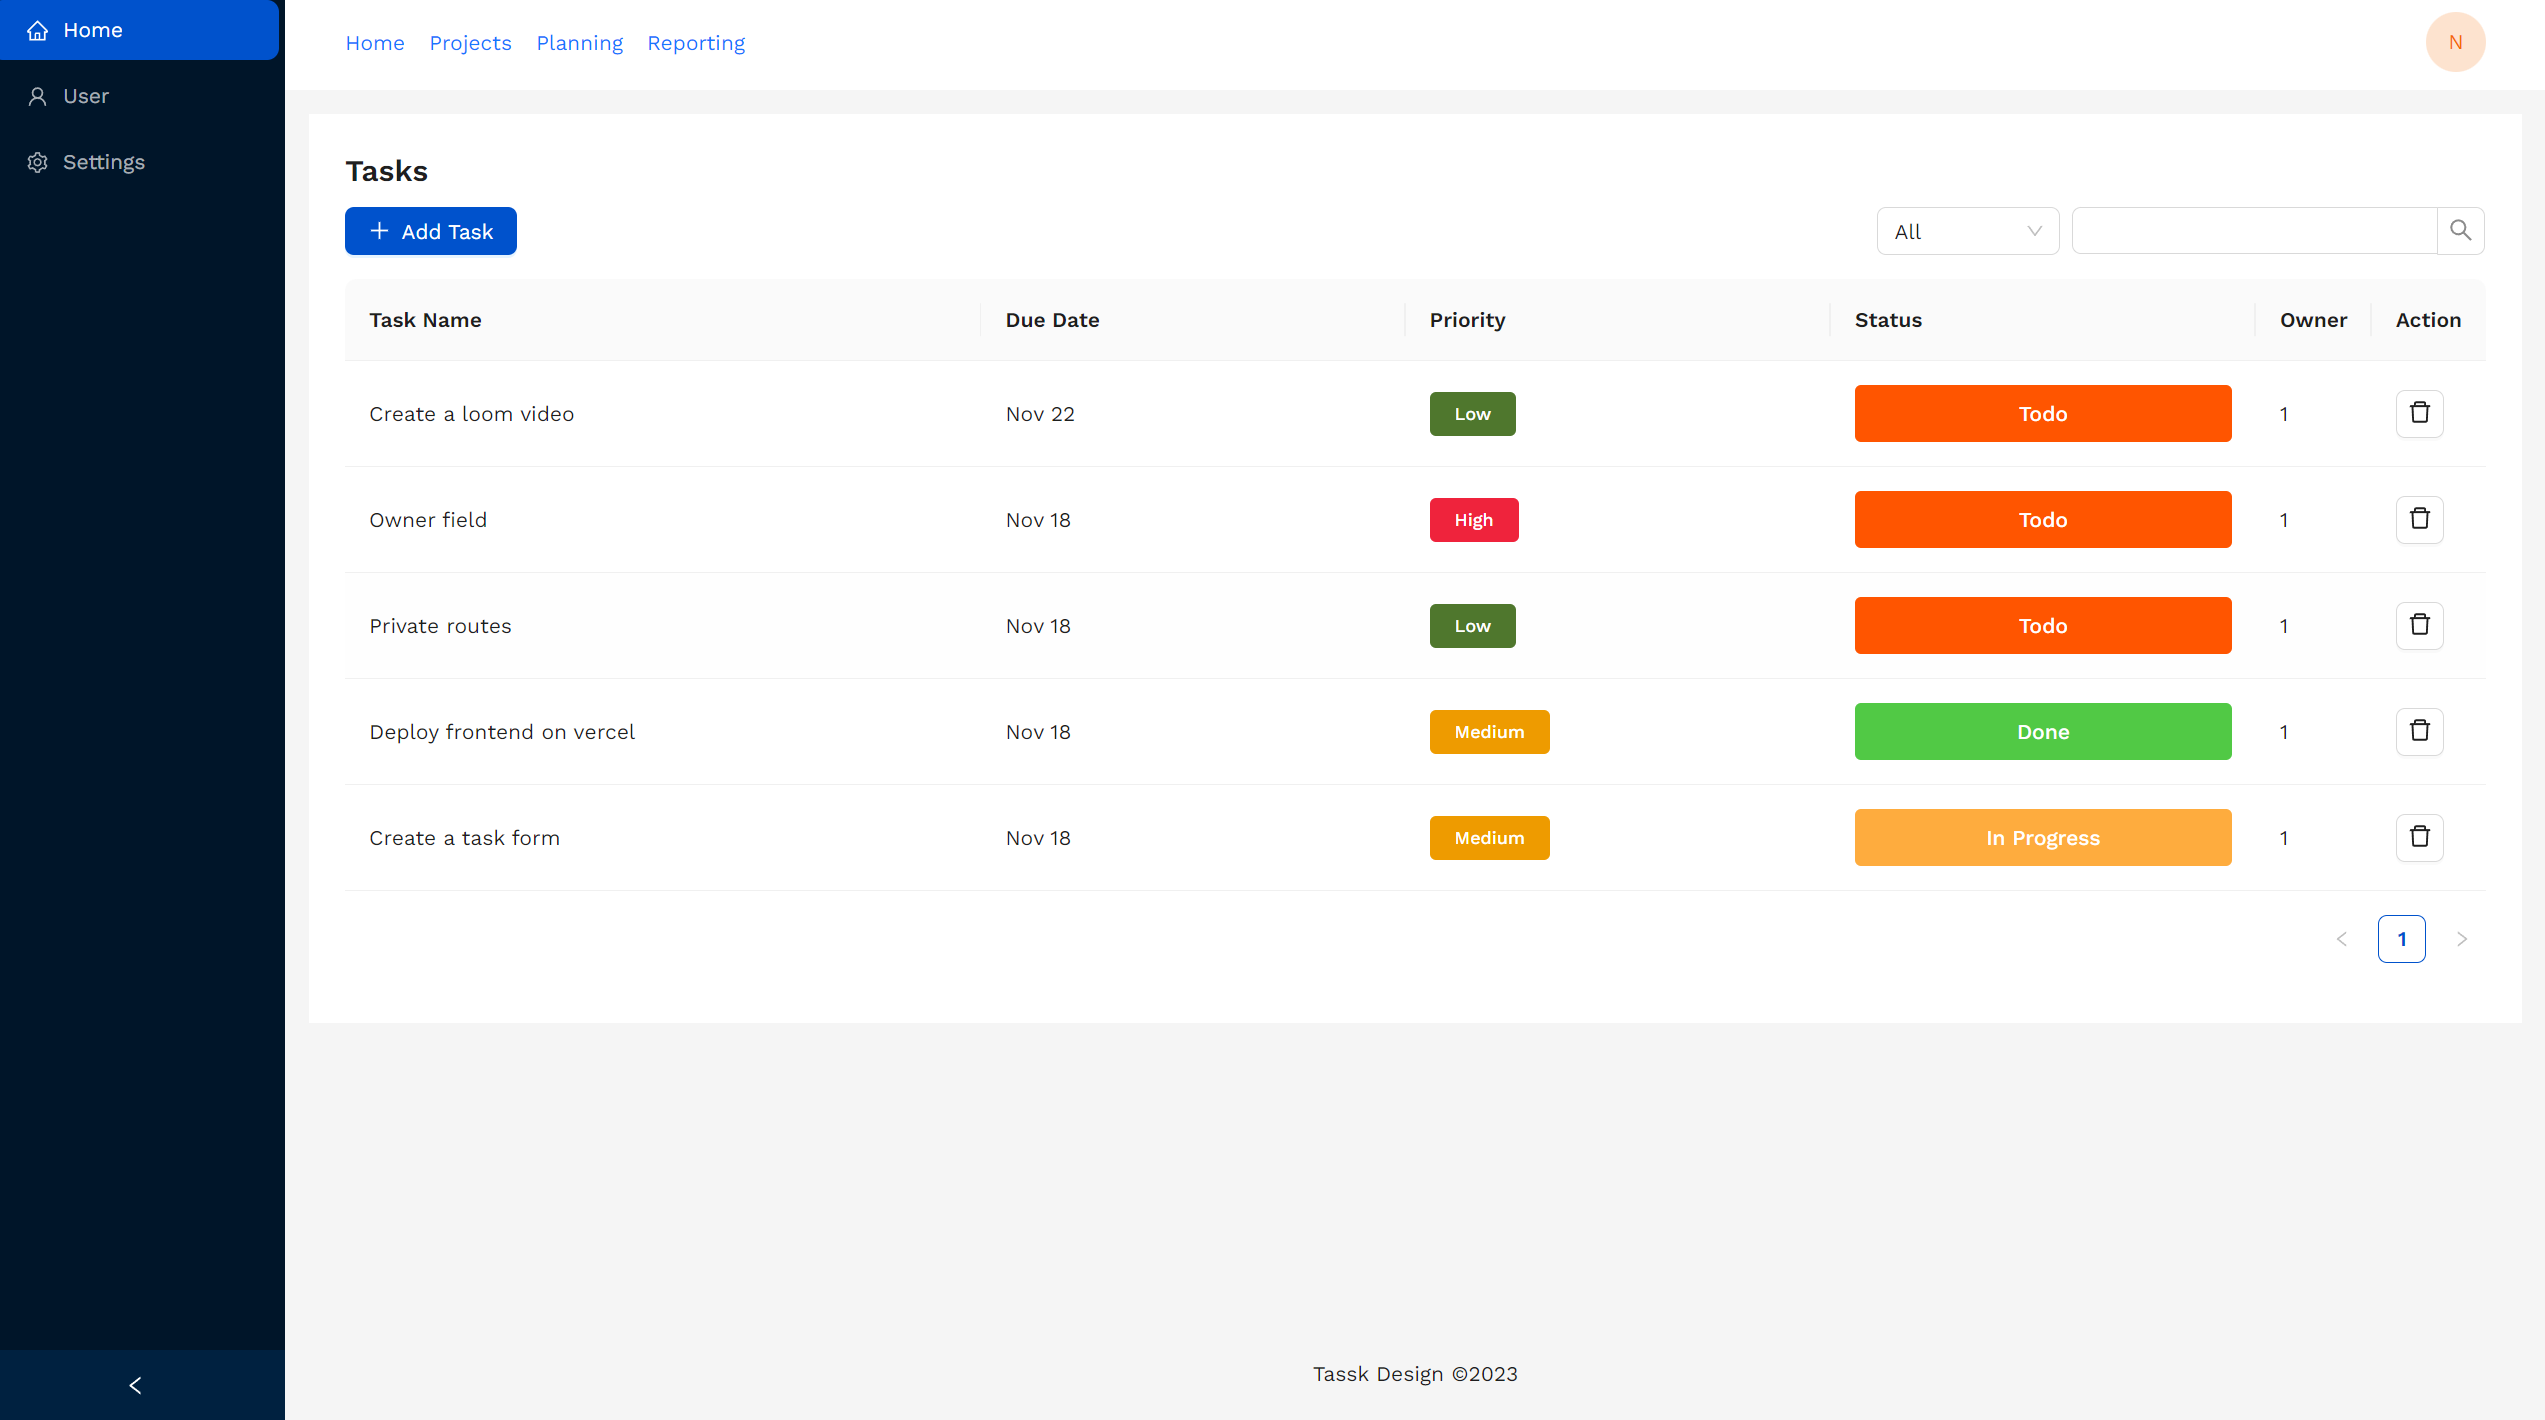 Home
User
Settings
Home Projects Planning Reporting
N
Tasks
Add Task
All
Task Name Due Date Priority Status Owner Action
Create a loom video Nov 22 Low Todo 1
Owner field Nov 18 High Todo 1
Private routes Nov 18 Low Todo 1
Deploy frontend on vercel Nov 18 Medium Done 1
Create a task form Nov 18 Medium In Progress 1
1
Tassk Design ©2023